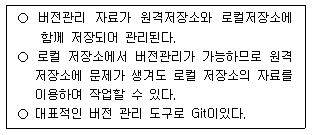 ○ 버전관리 자료가 원격저장소와 로컬저장소에
함께 저장되어 관리된다.
○ 로컬 저장소에서 버전관리가 가능하므로 원격
저장소에 문제가 생겨도 로컬 저장소의 자료를
이용하여 작업할 수 있다.
○ 대표적인 버전 관리 도구로 Git이있다.